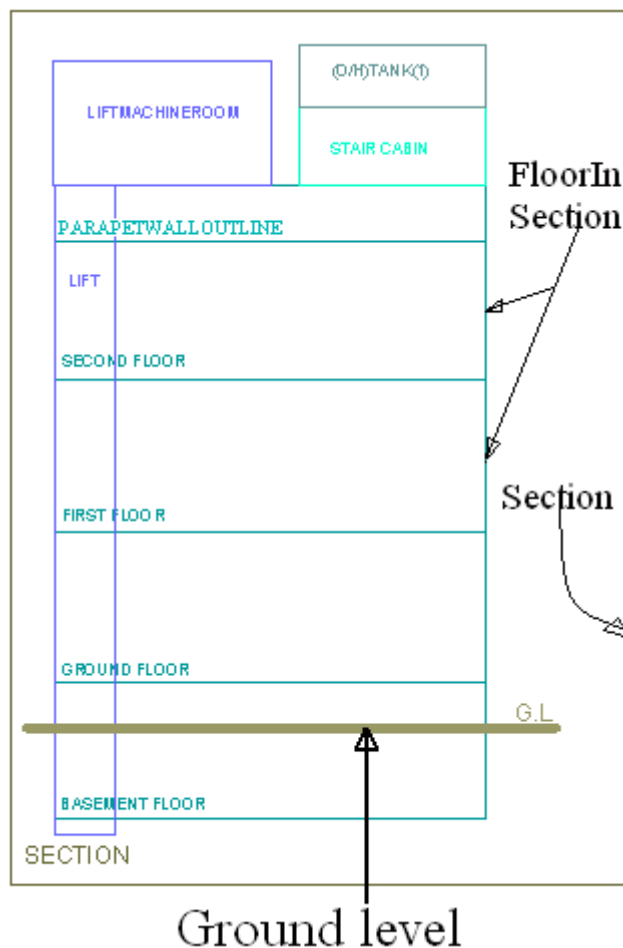 (O/H)TANK(1)
LIFTMACHINEROOM
STAIR CABIN
FloorIn
Section
PARAPETWALLOUTLINE
LIFT
SECOND FLOOR
Section
FIRST FLOOR
GROUND FLOOR
G.L
BASEMENT FLOOR
SECTION
Ground level